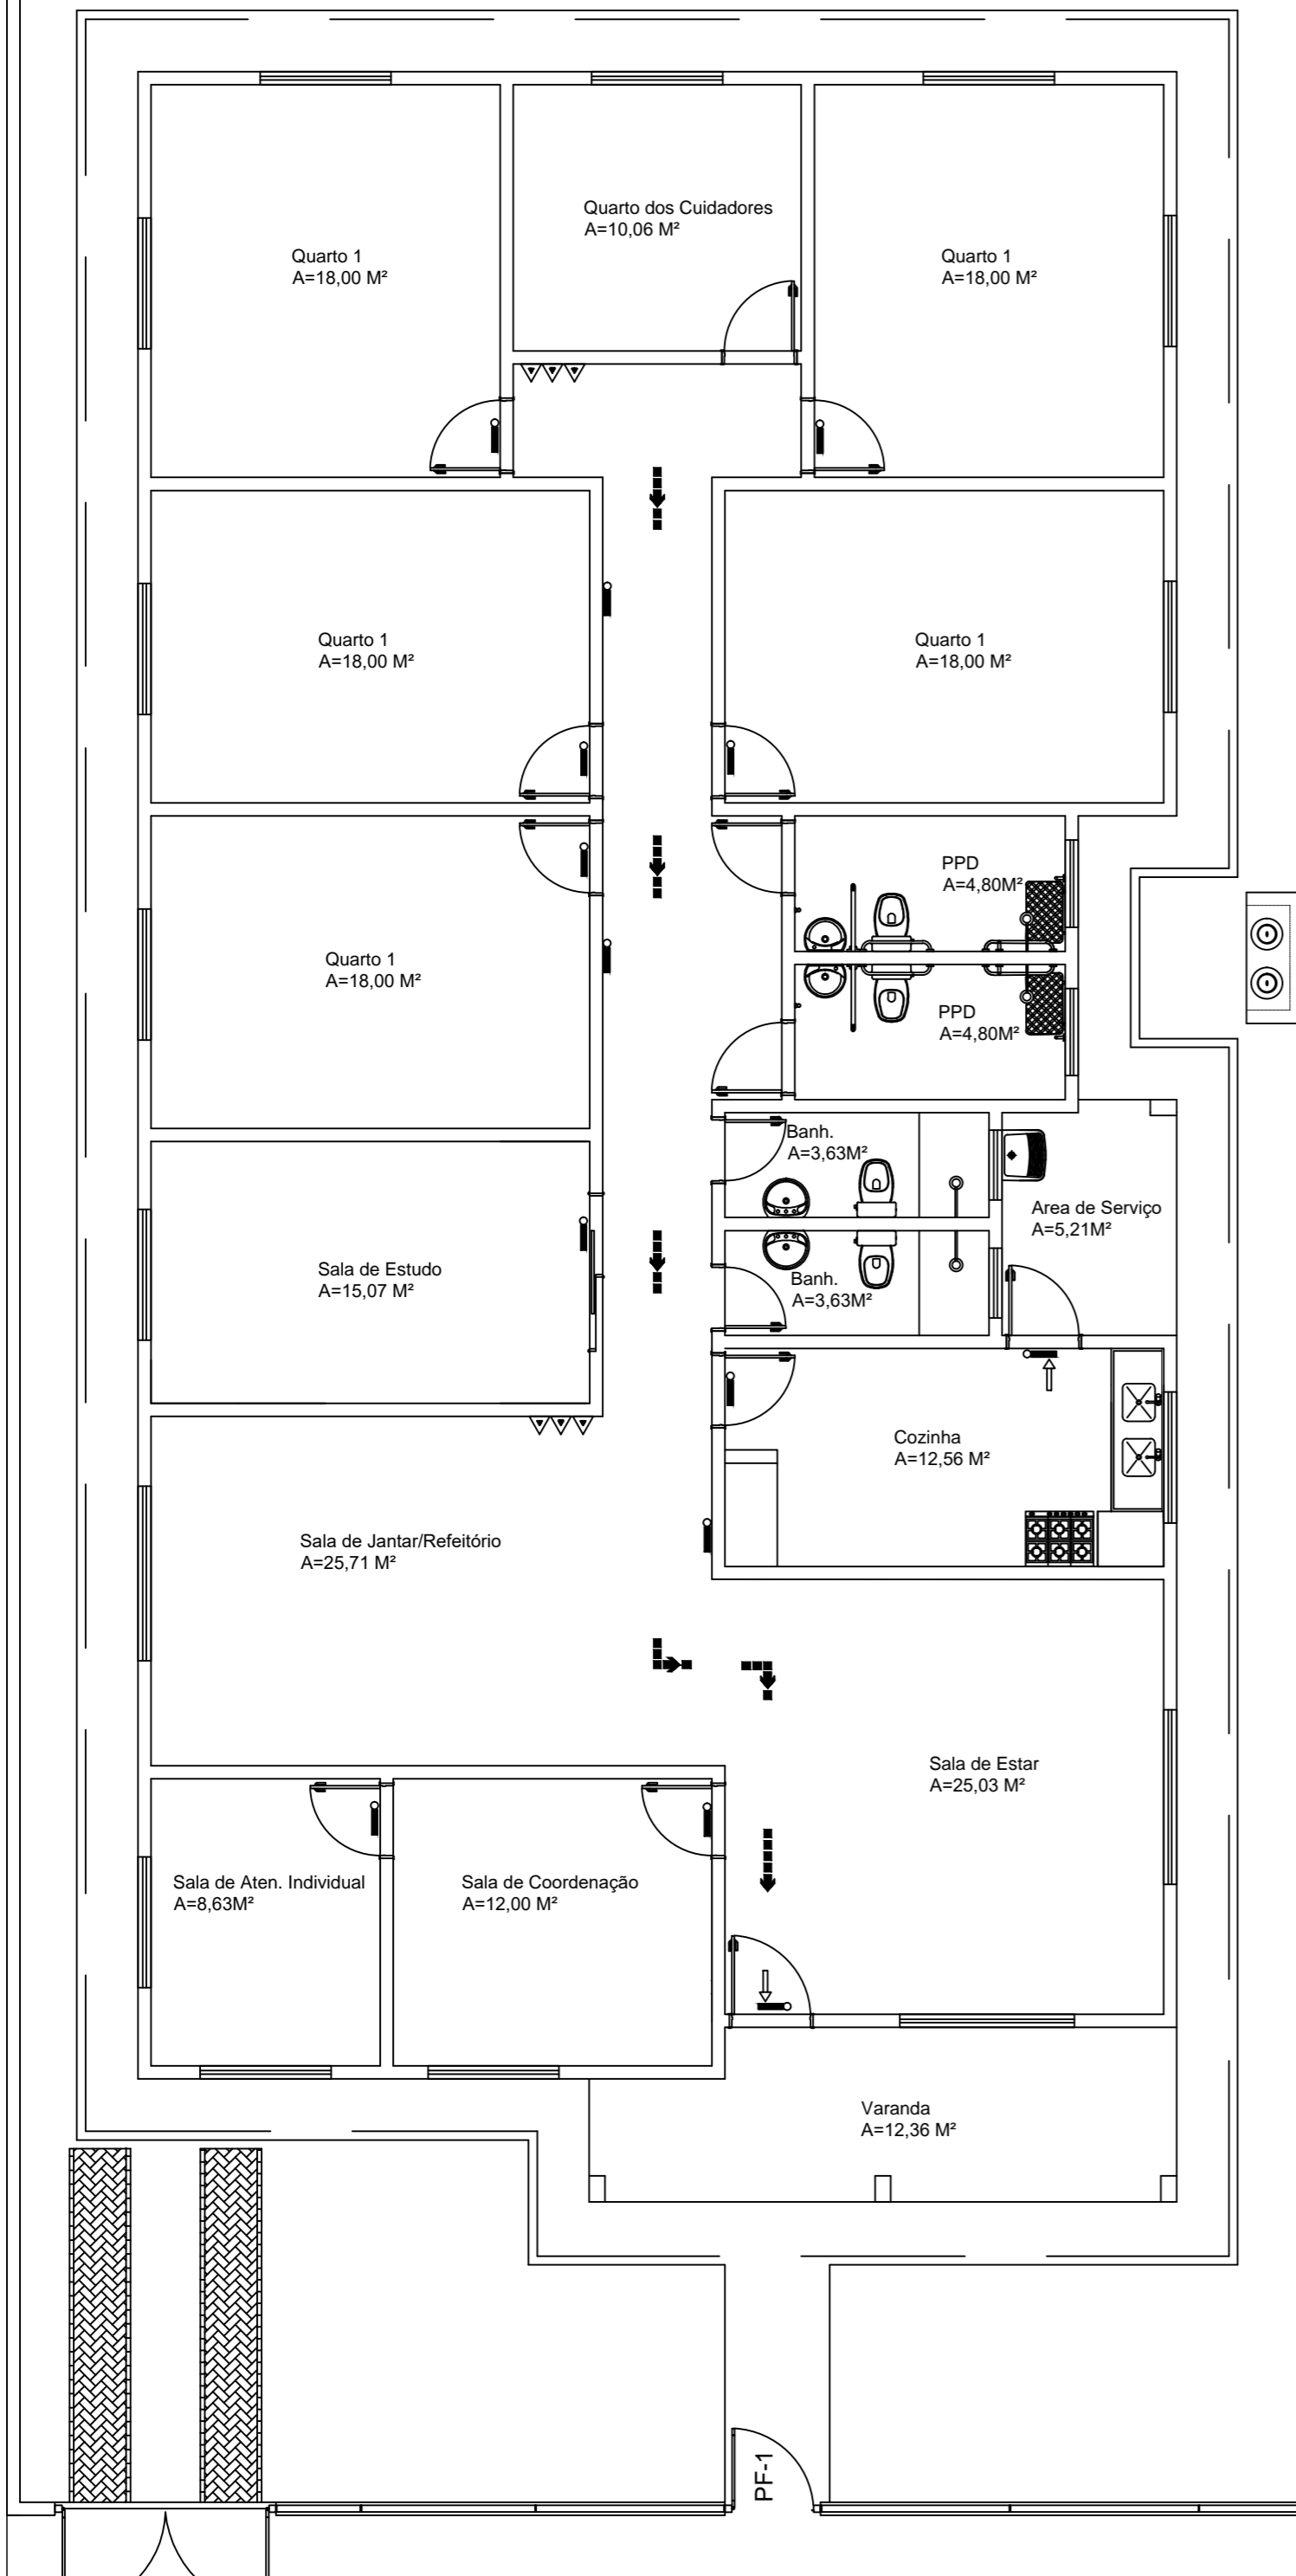 Quarto dos Cuidadores
A=10,06 M²
Quarto 1
A=18,00 M²
Quarto 1
A=18,00 M²
Quarto 1
A=18,00 M²
Quarto 1
A=18,00 M²
PPD
A=4,80M²
Quarto 1
A=18,00 M²
PPD
A=4,80M²
Banh.
A=3,63M²
Area de Serviço
A=5,21M²
Sala de Estudo
A=15,07 M²
Banh.
A=3,63M²
Cozinha
A=12,56 M²
Sala de Jantar/Refeitório
A=25,71 M²
Sala de Estar
A=25,03 M²
Sala de Aten. Individual
A=8,63M²
Sala de Coordenação
A=12,00 M²
Varanda
A=12,36 M²
PF-1